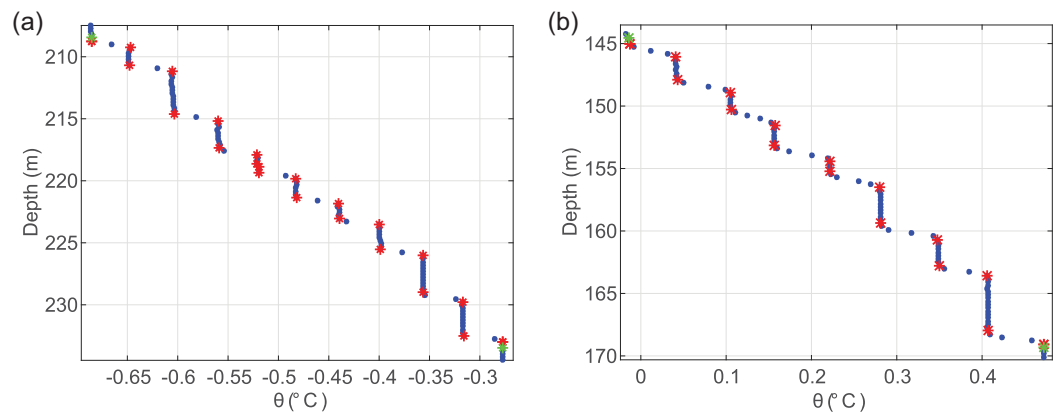 (a)
Depth (m)
210
215
220
225
230
-0.65 -0.6 -0.55 -0.5 -0.45 -0.4 -0.35 -0.3
θ (°C)
(b)
Depth (m)
145
150
155
160
165
170
0 0.1 0.2 0.3 0.4
θ (°C)